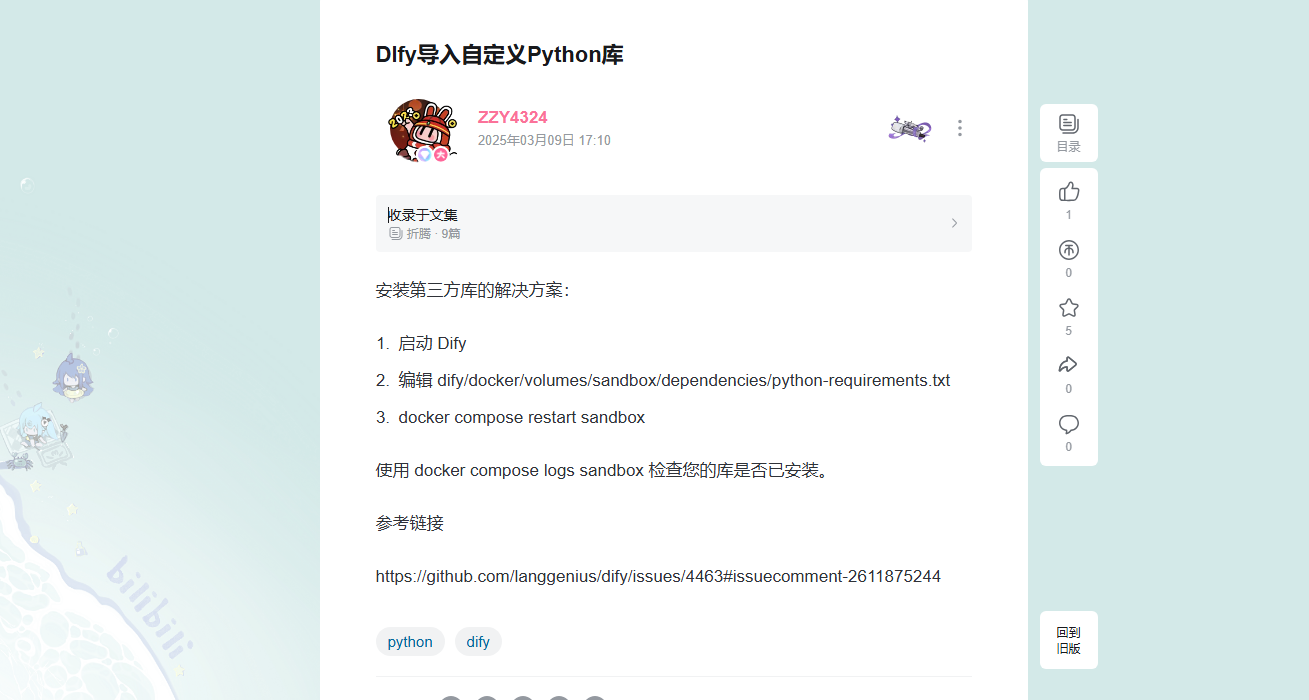 DIfy导入自定义Python库
ZZY4324
2025年03月09日 17:10
收录于文集
折腾 · 9篇
安装第三方库的解决方案：
1. 启动 Dify
2. 编辑 dify/docker/volumes/sandbox/dependencies/python-requirements.txt
3. docker compose restart sandbox
使用 docker compose logs sandbox 检查您的库是否已安装。
参考链接
https://github.com/langgenius/dify/issues/4463#issuecomment-2611875244
python
dify
目录
1
0
5
0
0
回到
旧版
bilibili
2023